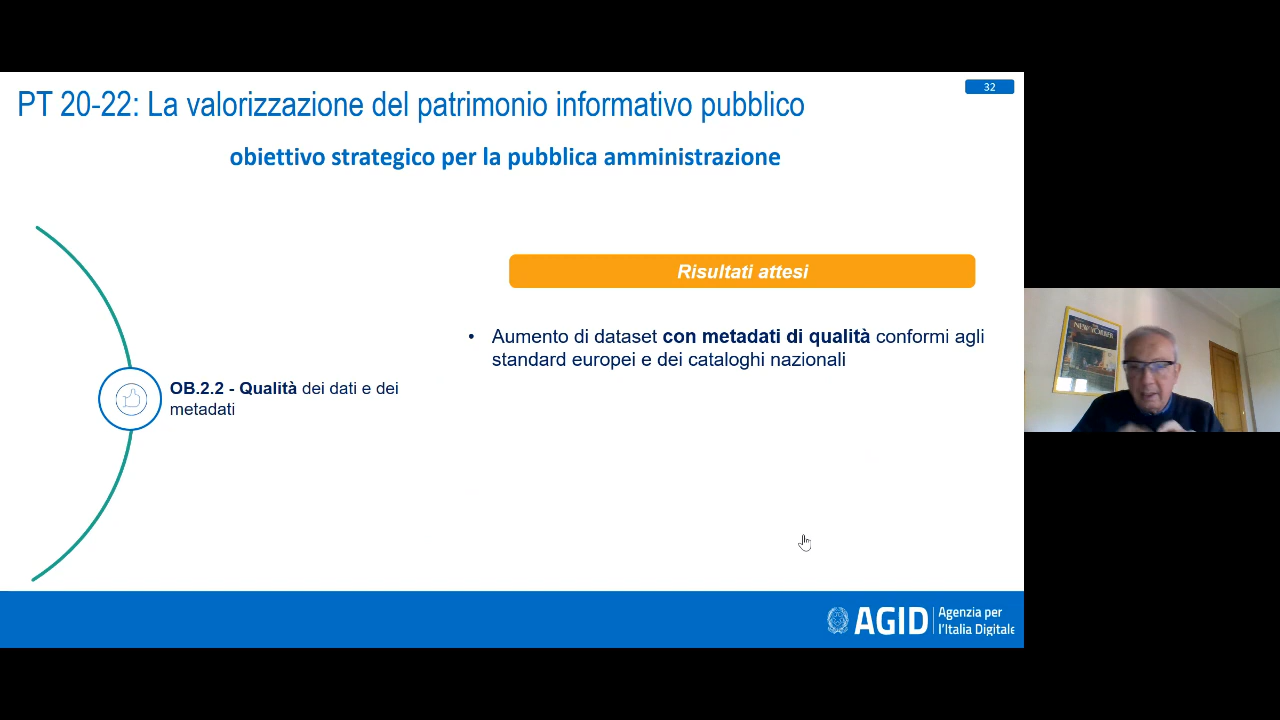 32
PT 20-22: La valorizzazione del patrimonio informativo pubblico
obiettivo strategico per la pubblica amministrazione
Risultati attesi
• Aumento di dataset con metadati di qualità conformi agli
standard europei e dei cataloghi nazionali
OB.2.2 - Qualità dei dati e dei
metadati
NEW YORKER
AGID
Agenzia per
l'Italia Digitale